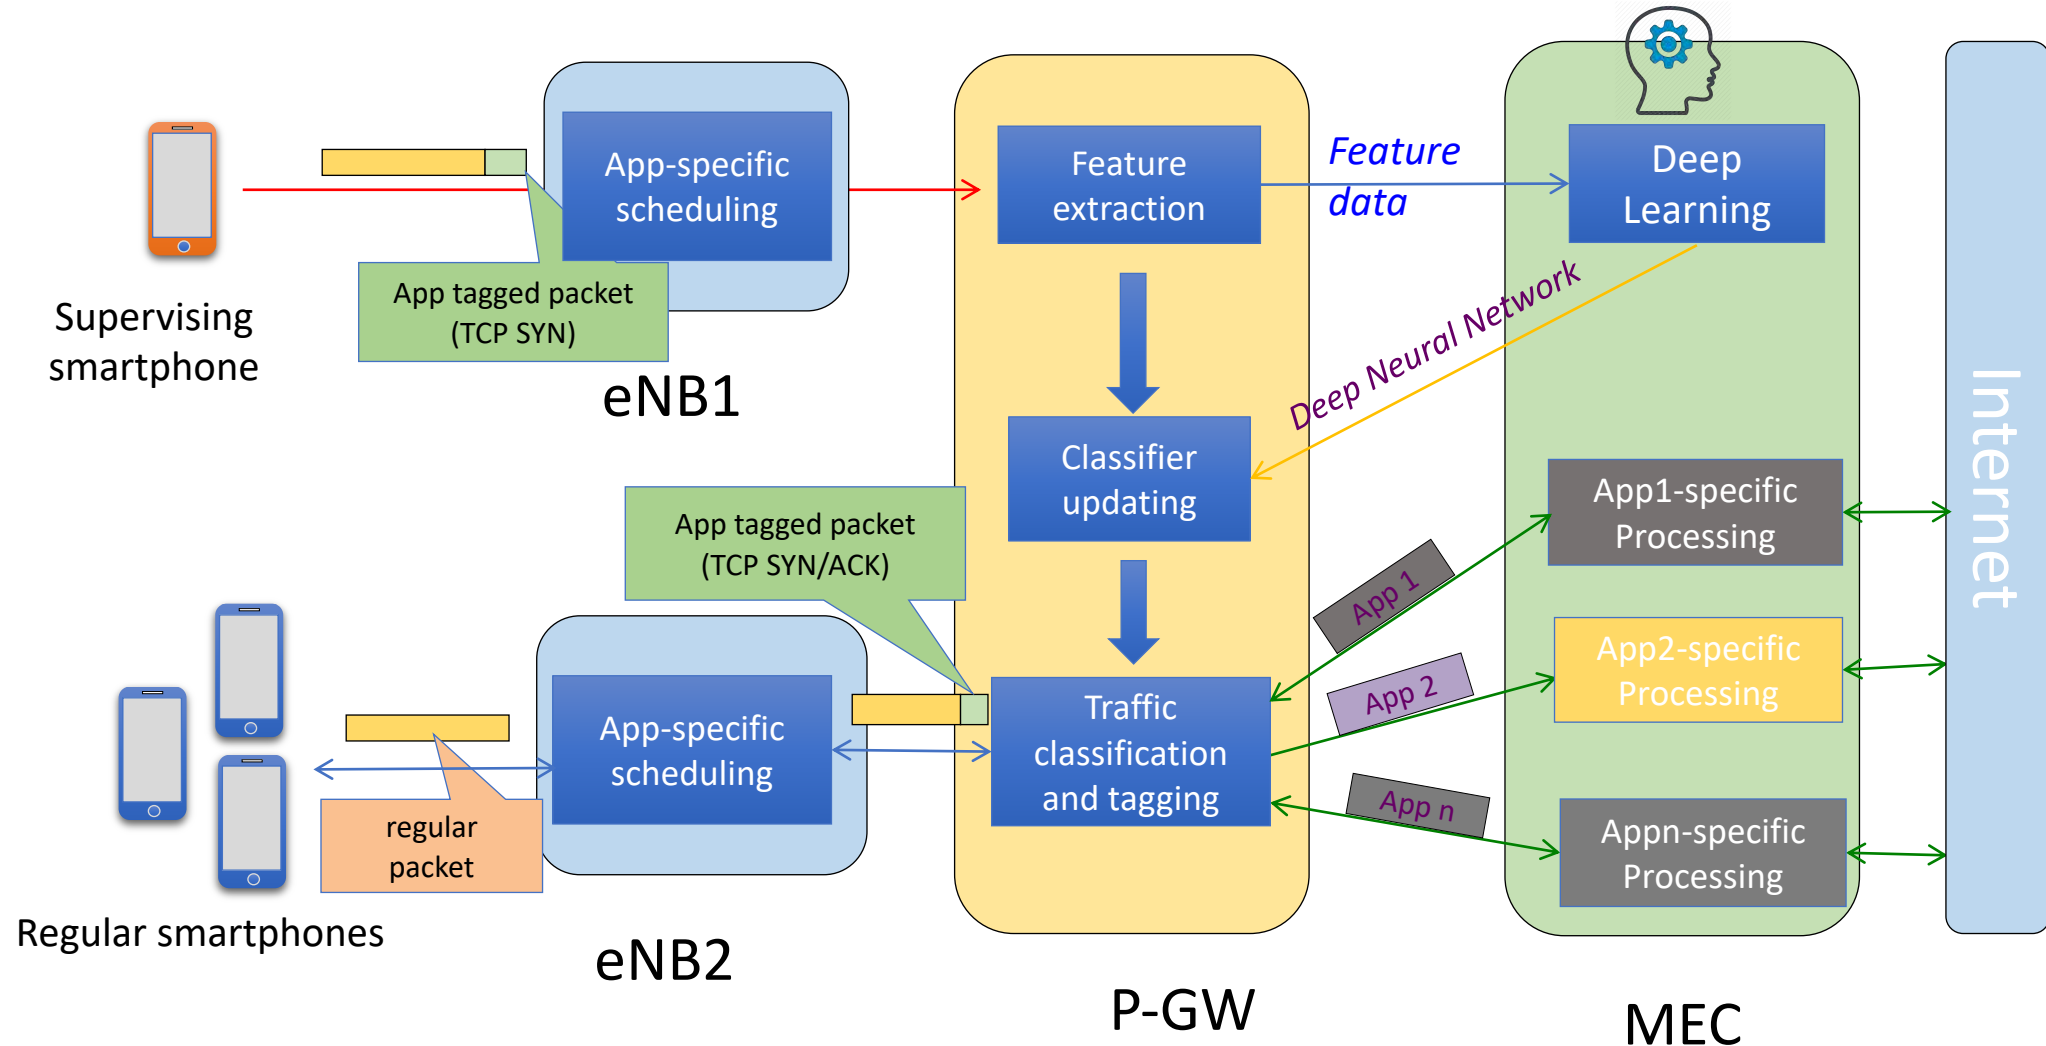 Supervising
smartphone
App-specific
scheduling
App tagged packet
(TCP SYN)
eNB1
Feature
extraction
Feature
data
Deep
Learning
Deep Neural Network
Classifier
updating
App tagged packet
(TCP SYN/ACK)
App1-specific
Processing
App 1
App2-specific
Processing
App 2
Traffic
classification
and tagging
App-specific
scheduling
regular
packet
App n
Appn-specific
Processing
Internet
Regular smartphones
eNB2
P-GW
MEC